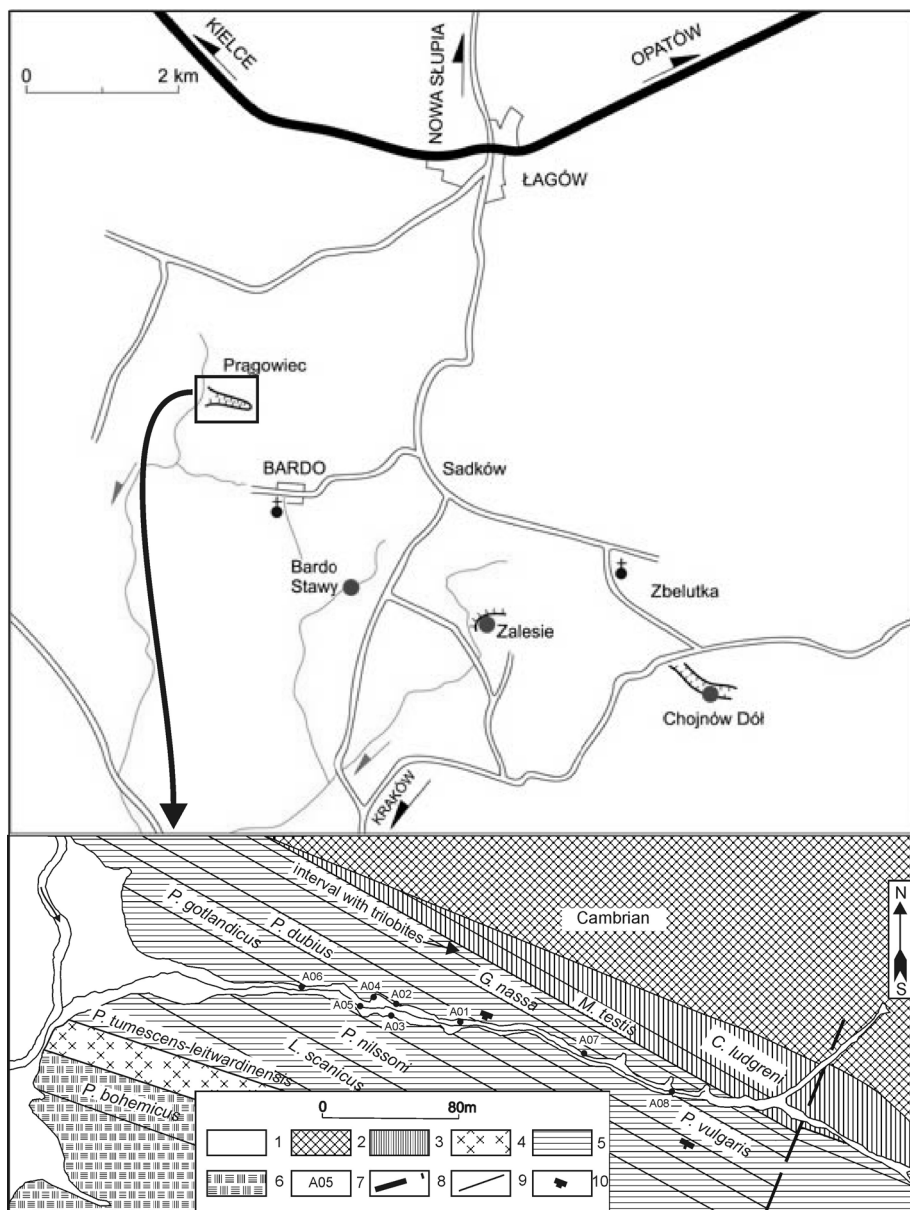 KIELCE
NOWA SŁUPIA
OPATÓW
0 2 km
ŁAGÓW
Prągowiec
BARDO
Sadków
Bardo
Stawy
Zbelutka
Zalesie
Chojnów Dół
KRAKÓW
interval with trilobites
Cambrian
N
S
P. gotlandicus
P. dubius
G. nassa
M. testis
C. ludgreni
A06
A04
A02
A05
A03
A01
A07
A08
P. tumescens-leitwardinensis
L. scanicus
P. nilssoni
P. bohemicus
P. vulgaris
0 80m
1 2 3 4 5
6 A05 7 8 9 10